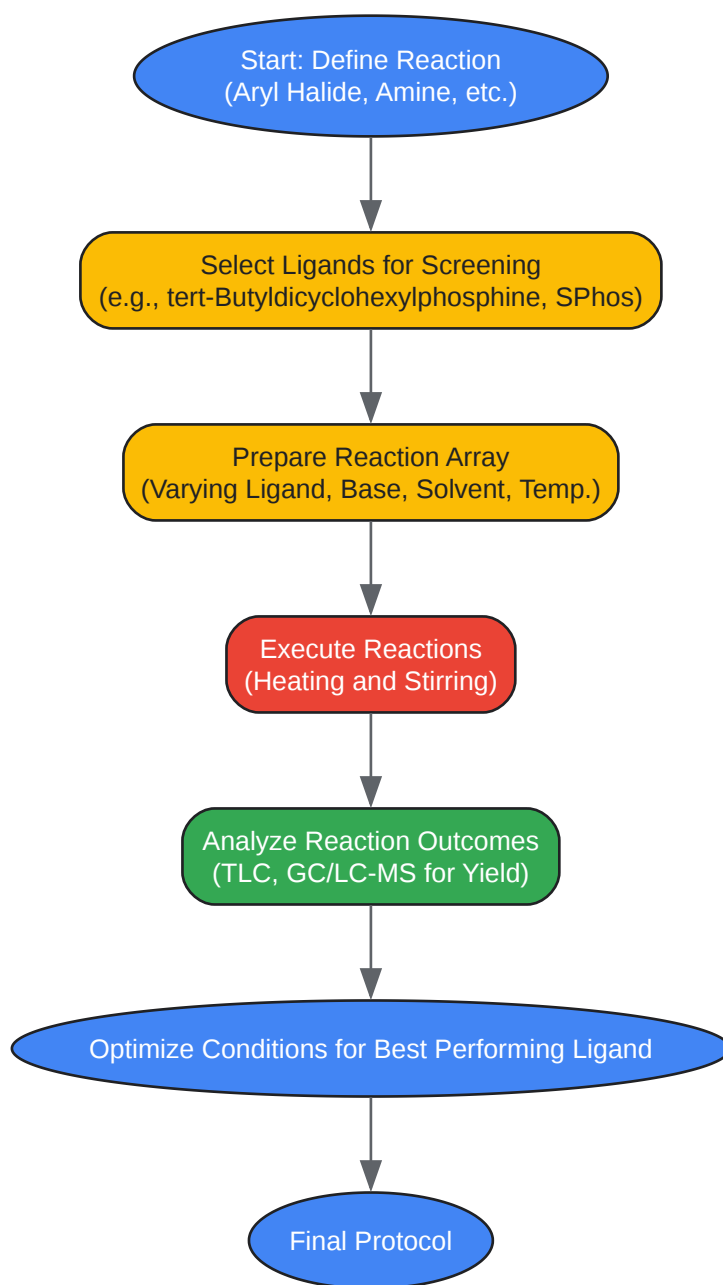 Start: Define Reaction
(Aryl Halide, Amine, etc.)
Select Ligands for Screening
(e.g., tert-Butyldicyclohexylphosphine, SPhos)
Prepare Reaction Array
(Varying Ligand, Base, Solvent, Temp.)
Execute Reactions
(Heating and Stirring)
Analyze Reaction Outcomes
(TLC, GC/LC-MS for Yield)
Optimize Conditions for Best Performing Ligand
Final Protocol